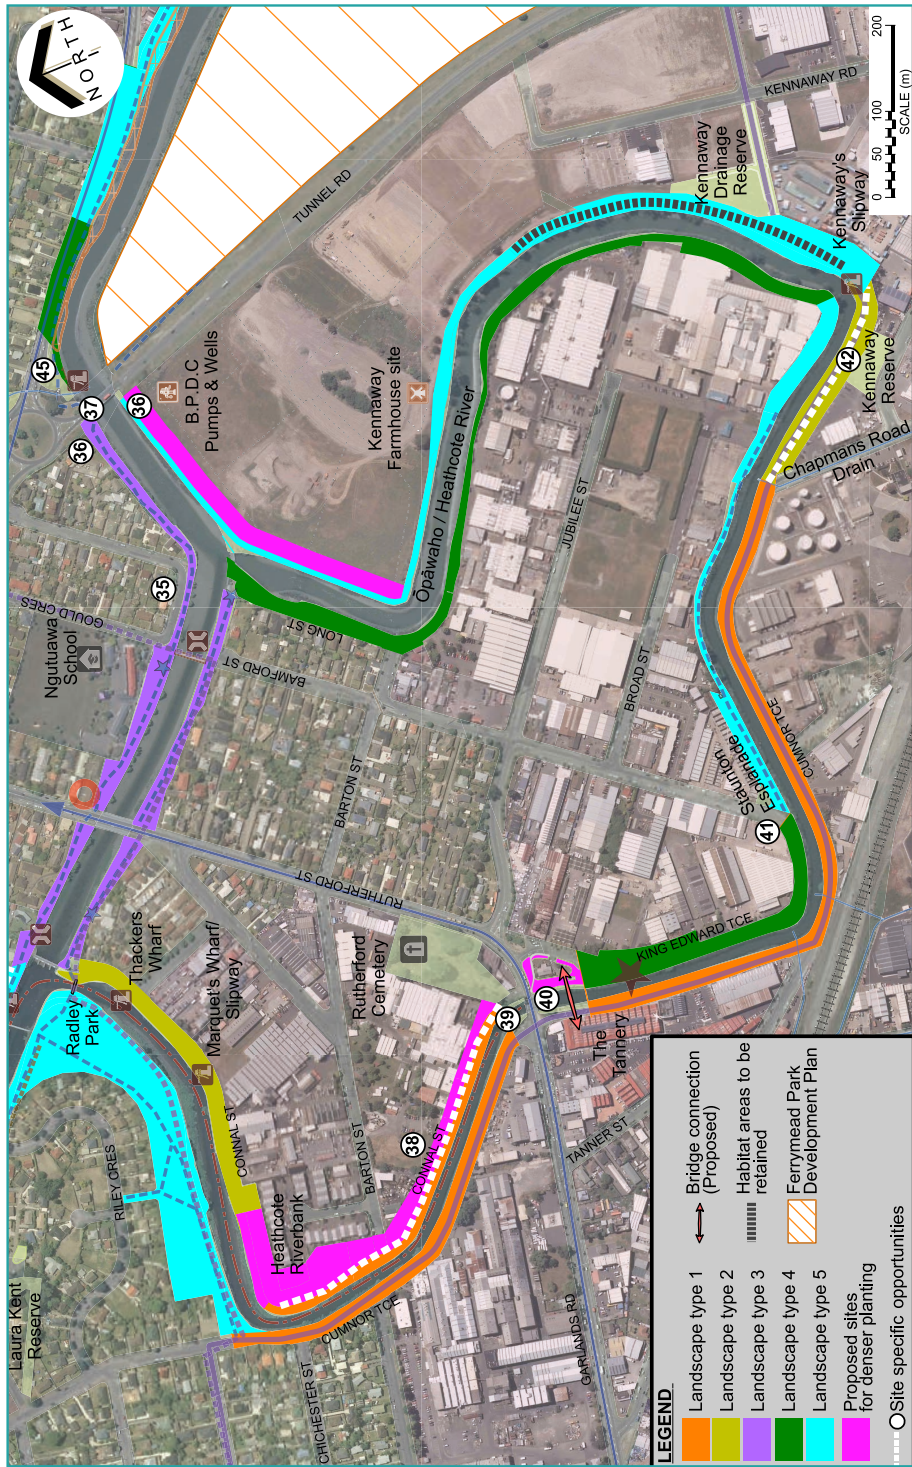 NORTH
TUNNEL RD
KENNAWAY RD
200
100
50
0
SCALE (m)
Kennaway
Drainage
Reserve
Kennaway's
Slipway
45
37
36
36
B.P.D.C
Pumps & Wells
Kennaway
Farmhouse site
42
Kennaway
Reserve
Ōpāwaho / Heathcote River
Chapmans Road
Drain
JUBILEE ST
35
GOULD CRES
Ngutuawa
School
LONG ST
BAMFORD ST
BROAD ST
CUMNOR TCE
Staunton
Esplanade
41
BARTON ST
RUTHERFORD ST
KING EDWARD TCE
Thackers
Wharf
Radley
Park
Marquet's Wharf/
Slipway
Rutherford
Cemetery
40
39
The
Tannery
CONNAL ST
38
CONNAL ST
BARTON ST
TANNER ST
RILEY CRES
Heathcote
Riverbank
Laura Kent
Reserve
CUMNOR TCE
CHICHESTER ST
GARLANDS RD
LEGEND
Landscape type 1
Landscape type 2
Landscape type 3
Landscape type 4
Landscape type 5
Proposed sites
for denser planting
Site specific opportunities
Bridge connection
(Proposed)
Habitat areas to be
retained
Ferrymead Park
Development Plan